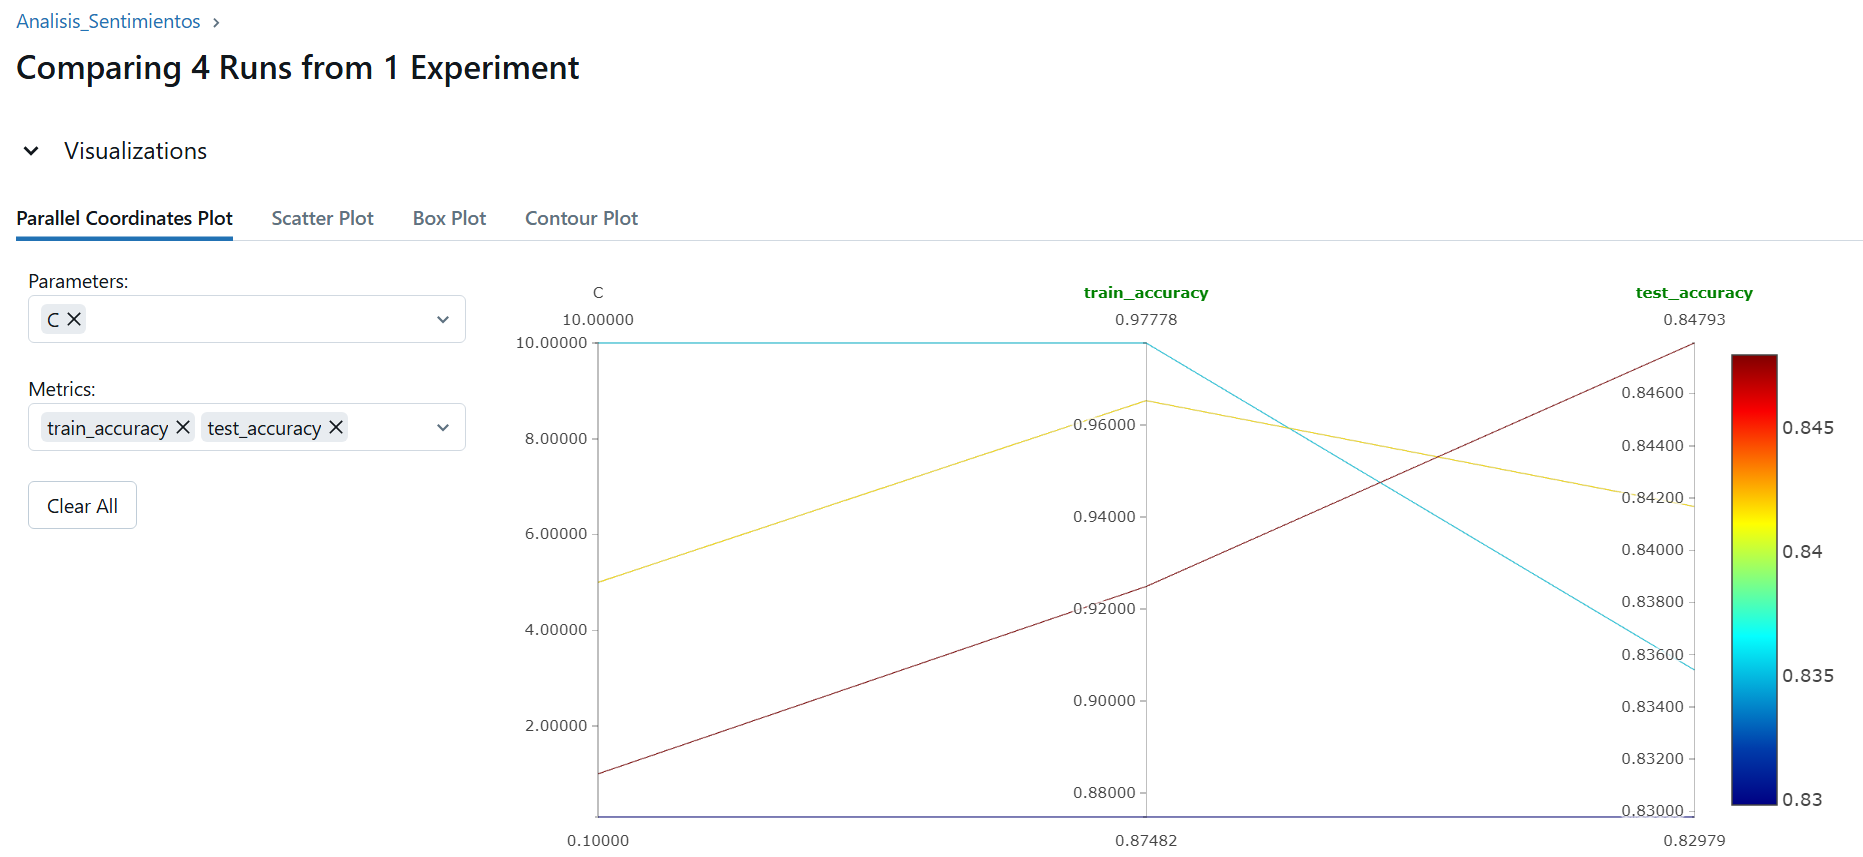 Analisis_Sentimientos
Comparing 4 Runs from 1 Experiment
Visualizations
Parallel Coordinates Plot
Scatter Plot
Box Plot
Contour Plot
Parameters:
C
Metrics:
train_accuracy test_accuracy
Clear All
C
10.00000
10.00000
8.00000
6.00000
4.00000
2.00000
0.10000
train_accuracy
0.97778
0.96000
0.94000
0.92000
0.90000
0.88000
0.87482
test_accuracy
0.84793
0.84600
0.84400
0.84200
0.84000
0.83800
0.83600
0.83400
0.83200
0.83000
0.82979
0.845
0.84
0.835
0.83